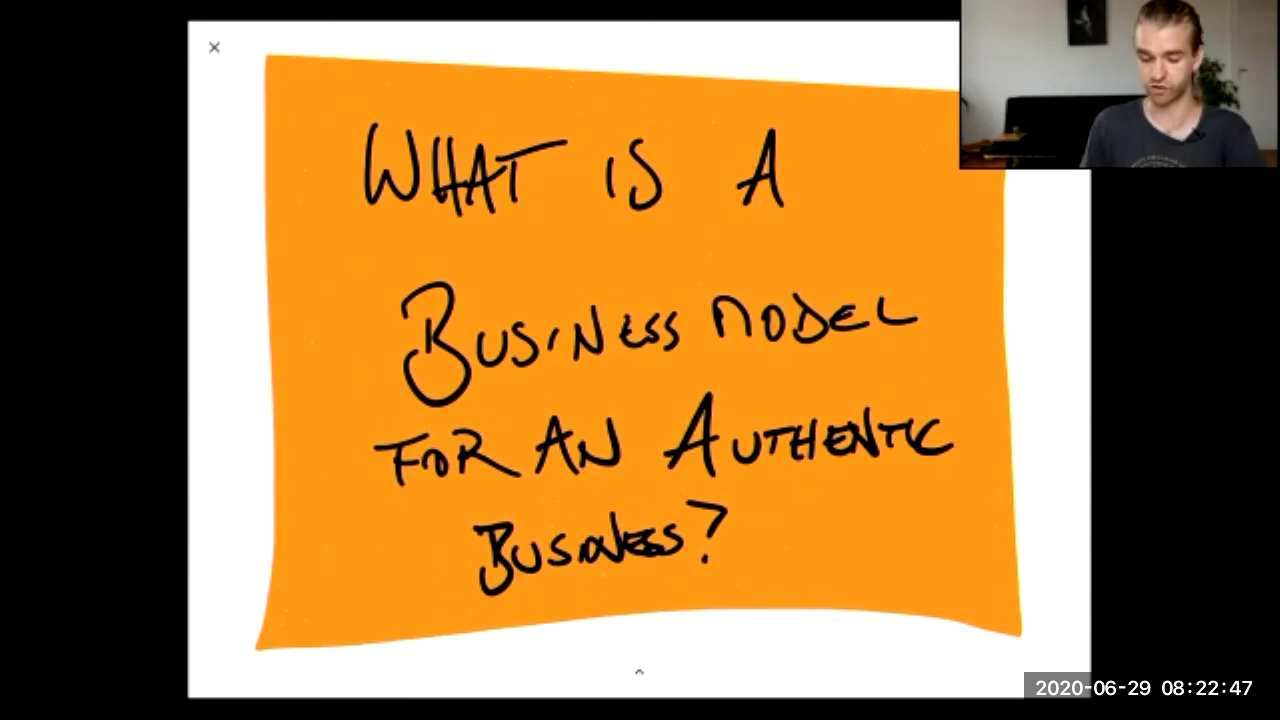 WHAT IS A
BUSINESS MODEL
FOR AN AUTHENTIC
BUSINESS?
2020-06-29 08:22:47